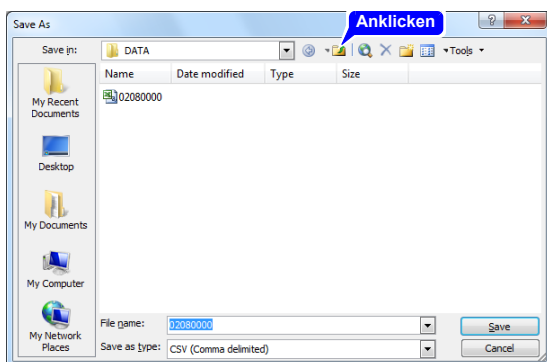 Anklicken
Save As
Save in:
DATA
Tools
Name Date modified Type Size
02080000
My Recent
Documents
Desktop
My Documents
My Computer
My Network
Places
File name:
02080000
Save
Save as type:
CSV (Comma delimited)
Cancel